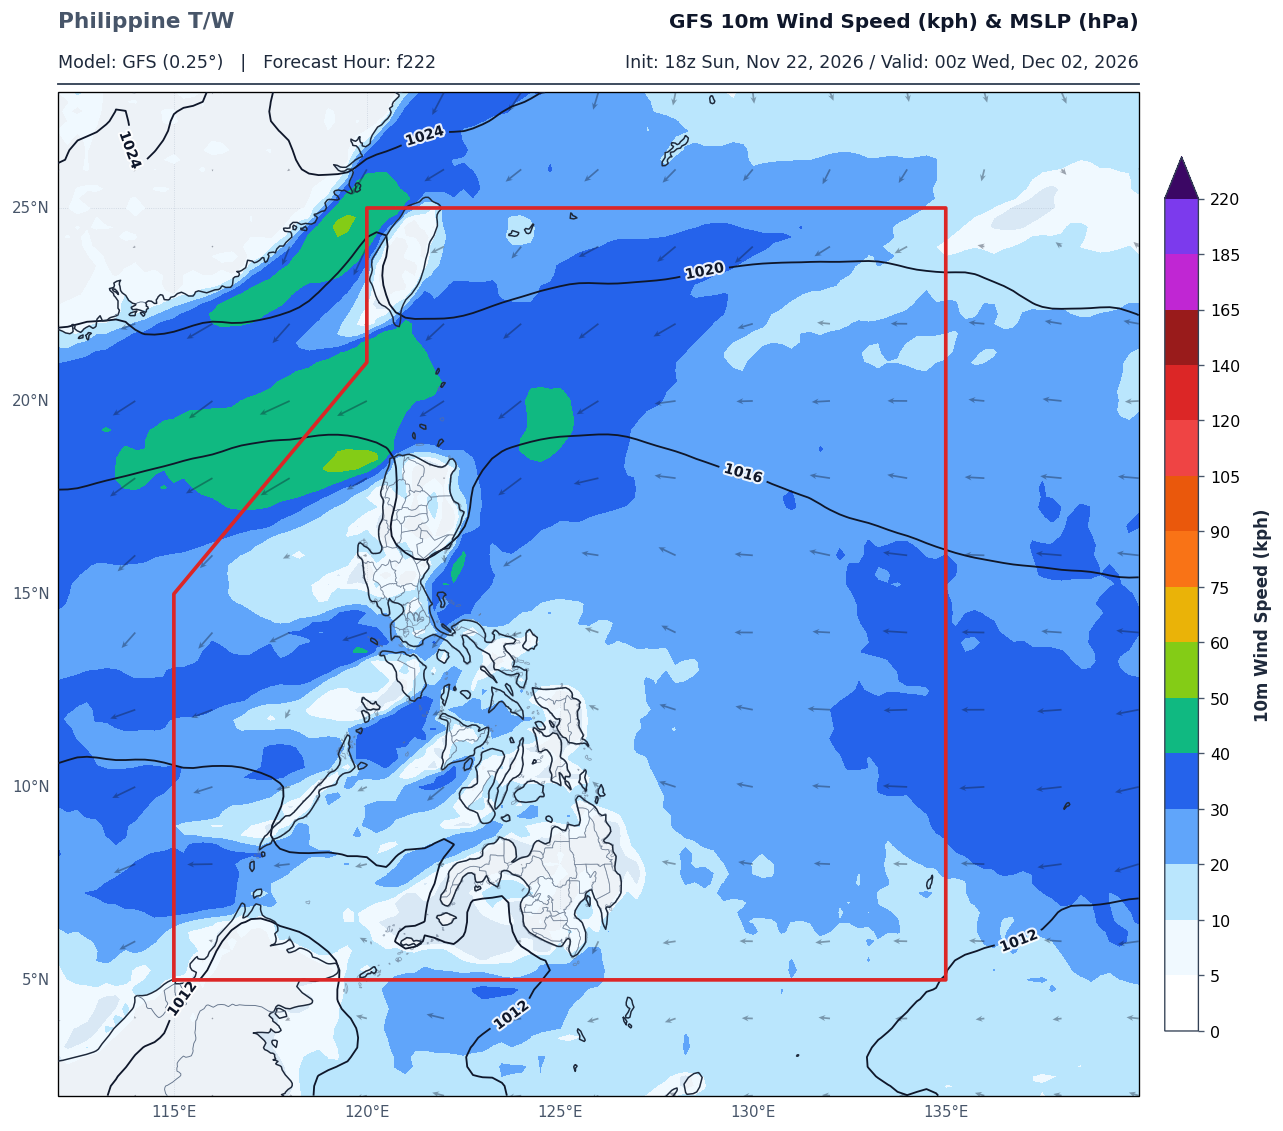 Philippine T/W
GFS 10m Wind Speed (kph) & MSLP (hPa)
Model: GFS (0.25°) | Forecast Hour: f222
Init: 18z Sun, Nov 22, 2026 / Valid: 00z Wed, Dec 02, 2026
1024
1024
1020
1016
1012
1012
1012
25°N
20°N
15°N
10°N
5°N
115°E
120°E
125°E
130°E
135°E
220
185
165
140
120
105
90
75
60
50
40
30
20
10
5
0
10m Wind Speed (kph)